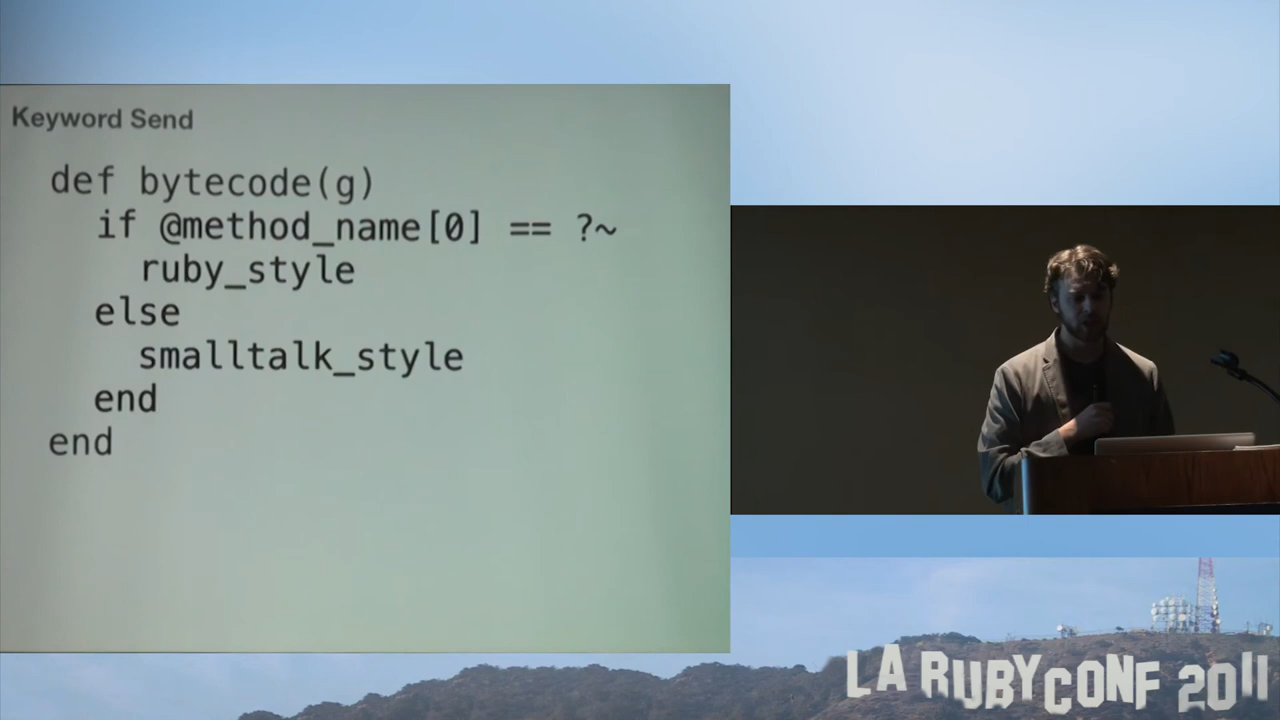 Keyword Send
def bytecode(g)
if @method_name[0] == ?~
ruby_style
else
smalltalk_style
end
end
LA RUBYCONF 2011